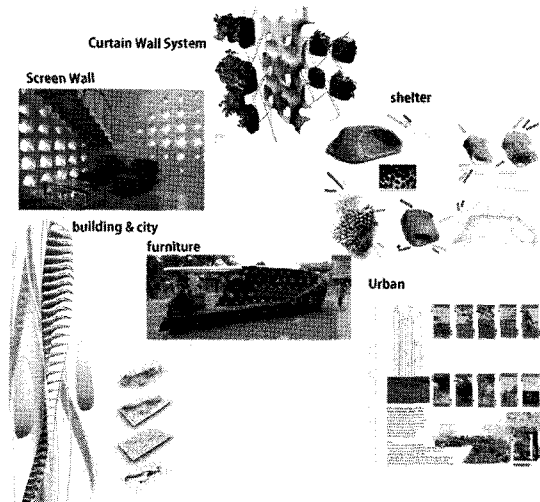 Curtain Wall System
Screen Wall
shelter
building & city
furniture
Urban